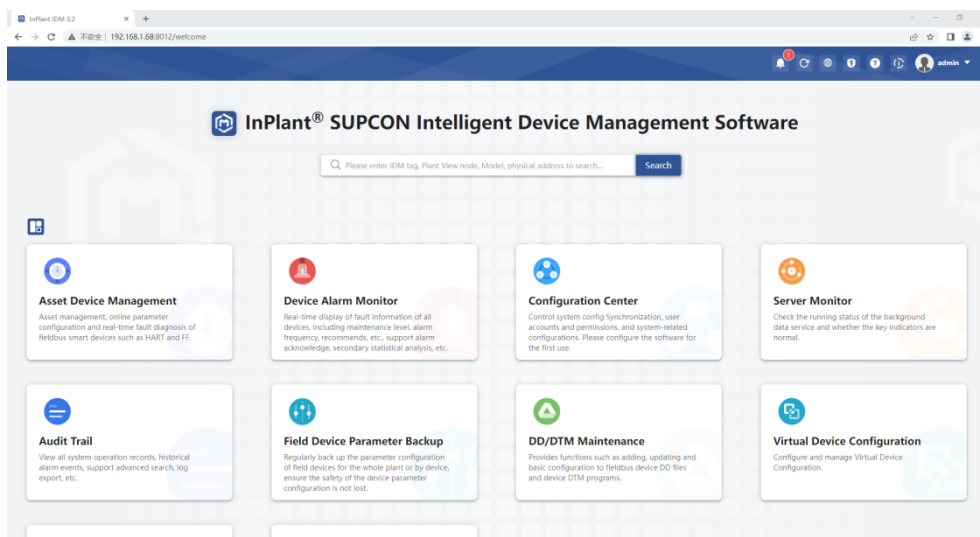 InPlant IDM 3.2
不安全 | 192.168.1.68:8012/welcome
1
admin
InPlant® SUPCON Intelligent Device Management Software
Please enter IDM tag, Plant View node, Model, physical address to search...
Search
Asset Device Management
Asset management, online parameter
configuration and real-time fault diagnosis of
fieldbus smart devices such as HART and FF.
Device Alarm Monitor
Real-time display of fault information of all
devices, including maintenance level, alarm
frequency, recommends, etc., support alarm
acknowledge, secondary statistical analysis, etc.
Configuration Center
Control system config Synchronization, user
accounts and permissions, and system-related
configurations. Please configure the software for
the first use.
Server Monitor
Check the running status of the background
data service and whether the key indicators are
normal.
Audit Trail
View all system operation records, historical
alarm events, support advanced search, log
export, etc.
Field Device Parameter Backup
Regularly back up the parameter configuration
of field devices for the whole plant or by device,
ensure the safety of the device parameter
configuration is not lost.
DD/DTM Maintenance
Provides functions such as adding, updating and
basic configuration to fieldbus device DD files
and device DTM programs.
Virtual Device Configuration
Configure and manage Virtual Device
Configuration.